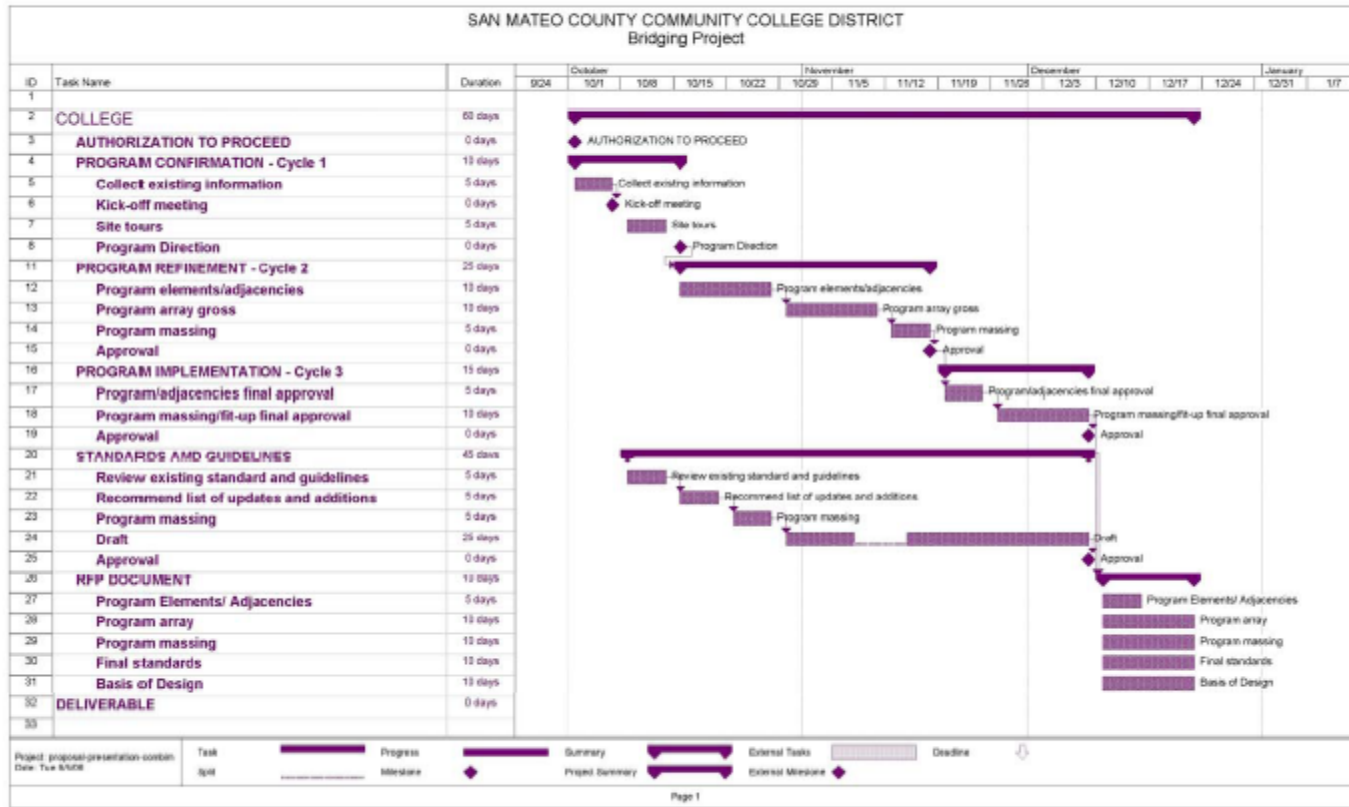 SAN MATEO COUNTY COMMUNITY COLLEGE DISTRICT
Bridging Project
October November December January
ID Task Name Duration 9/24 10/1 10/8 10/15 10/22 10/29 11/5 11/12 11/19 11/26 12/3 12/10 12/17 12/24 12/31 1/7
1
2 COLLEGE 60 days
3 AUTHORIZATION TO PROCEED 0 days AUTHORIZATION TO PROCEED
4 PROGRAM CONFIRMATION - Cycle 1 10 days
5 Collect existing information 5 days Collect existing information
6 Kick-off meeting 0 days Kick-off meeting
7 Site tours 5 days Site tours
8 Program Direction 0 days Program Direction
11 PROGRAM REFINEMENT - Cycle 2 25 days
12 Program elements/adjacencies 10 days Program elements/adjacencies
13 Program array gross 10 days Program array gross
14 Program massing 5 days Program massing
15 Approval 0 days Approval
16 PROGRAM IMPLEMENTATION - Cycle 3 15 days
17 Program/adjacencies final approval 5 days Program/adjacencies final approval
18 Program massing/fit-up final approval 10 days Program massing/fit-up final approval
19 Approval 0 days Approval
20 STANDARDS AND GUIDELINES 45 days
21 Review existing standard and guidelines 5 days Review existing standard and guidelines
22 Recommend list of updates and additions 5 days Recommend list of updates and additions
23 Program massing 5 days Program massing
24 Draft 25 days Draft
25 Approval 0 days Approval
26 RFP DOCUMENT 10 days
27 Program Elements/ Adjacencies 5 days Program Elements/ Adjacencies
28 Program array 10 days Program array
29 Program massing 10 days Program massing
30 Final standards 10 days Final standards
31 Basis of Design 10 days Basis of Design
32 DELIVERABLE 0 days
33
Project: proposal-presentation-combin Task Progress Summary External Tasks Deadline
Date: Tue Split Milestone Project Summary External Milestone
Page 1